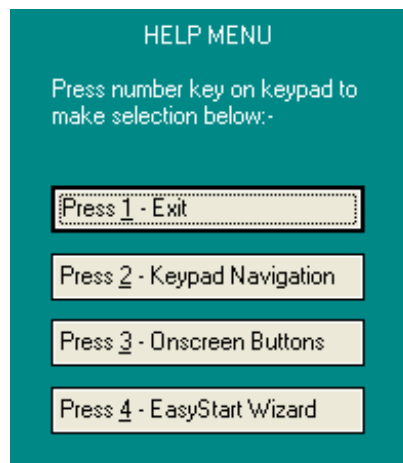 HELP MENU
Press number key on keypad to
make selection below:-
Press 1 - Exit
Press 2 - Keypad Navigation
Press 3 - Onscreen Buttons
Press 4 - EasyStart Wizard